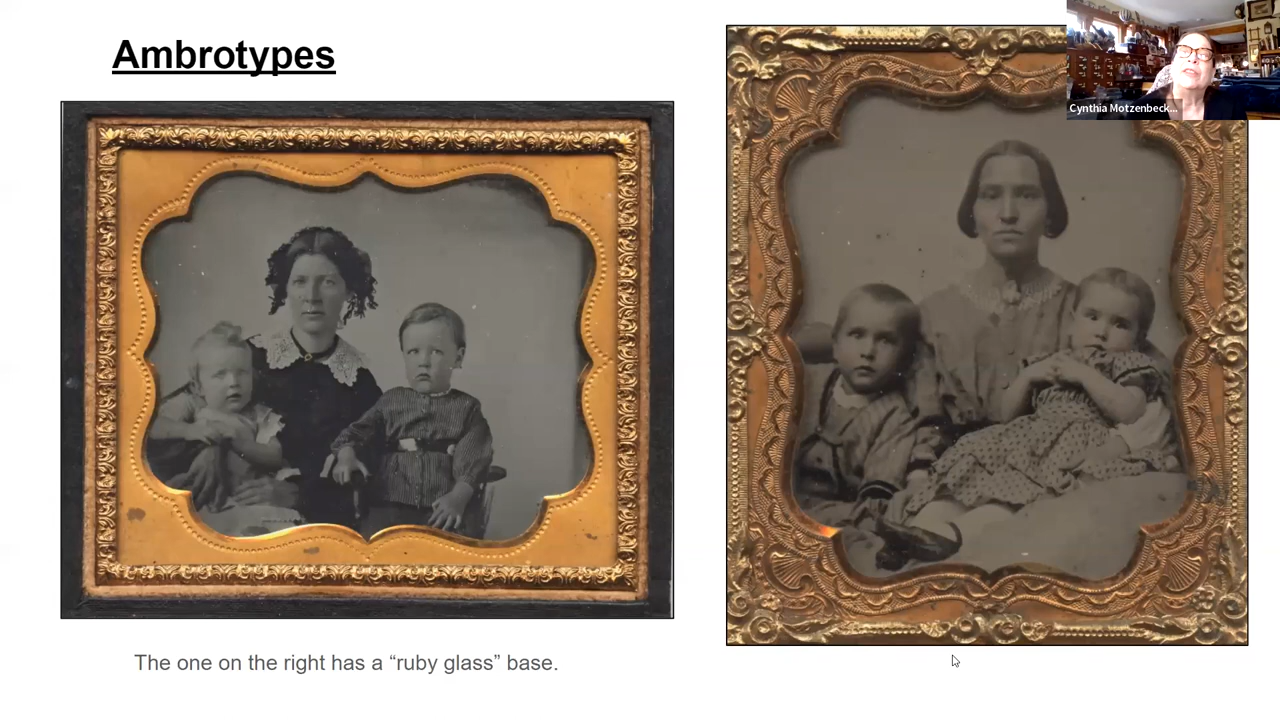 Ambrotypes
Cynthia Motzenbeck...
The one on the right has a “ruby glass” base.